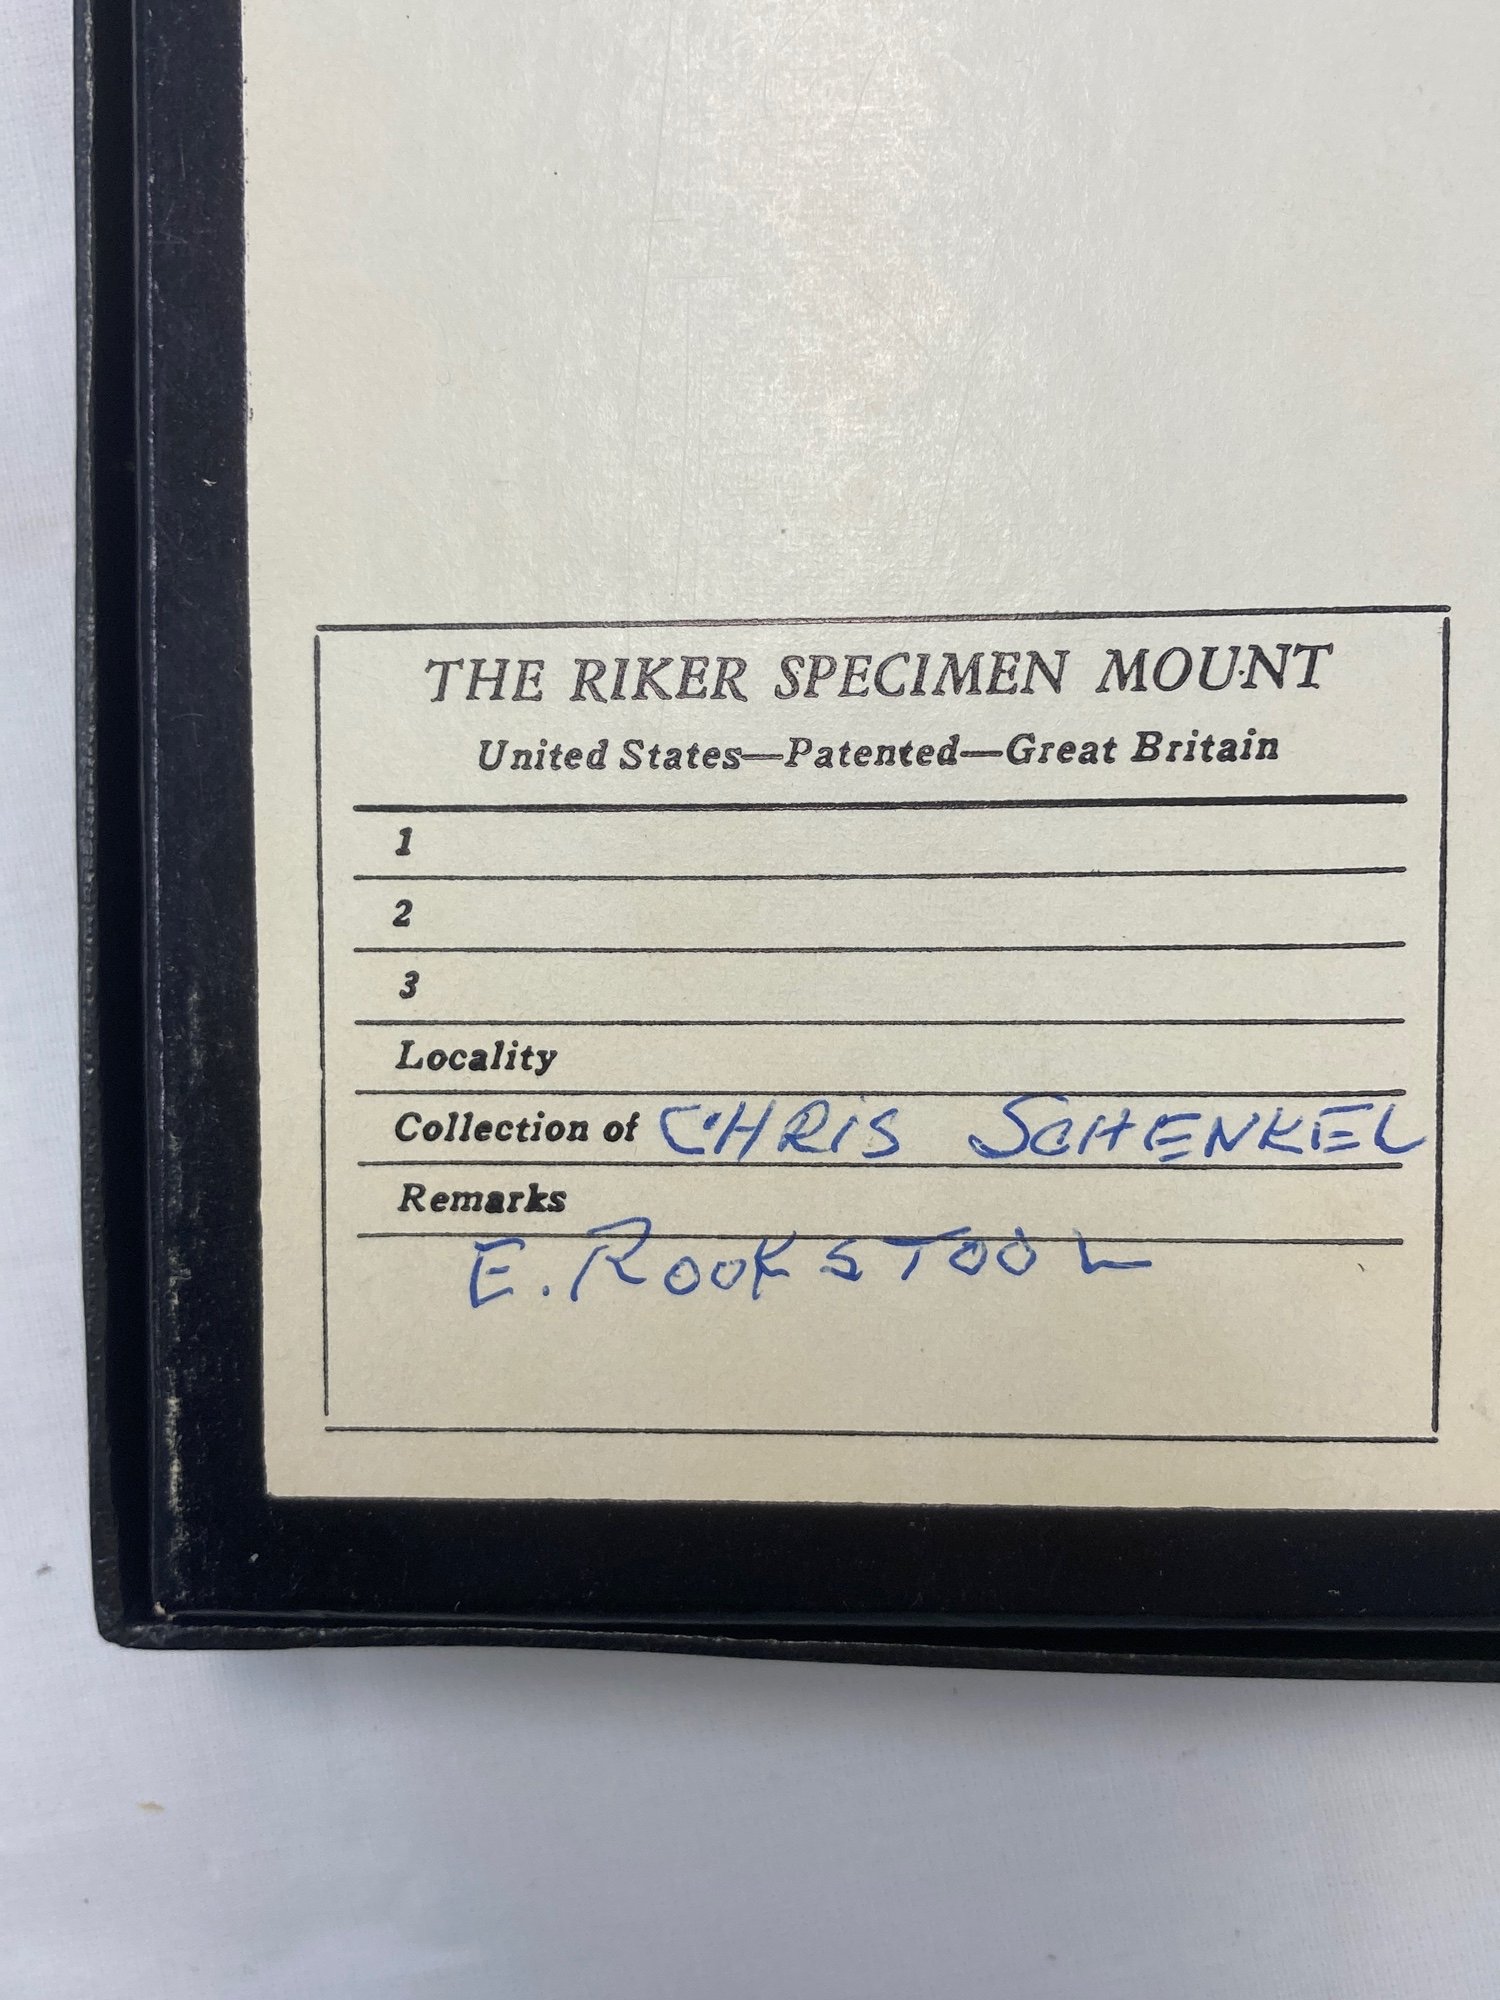 THE RIKER SPECIMEN MOUNT
United States—Patented—Great Britain
1
2
3
Locality
Collection of CHRIS SCHENKEL
Remarks
E. ROOKSTOOL